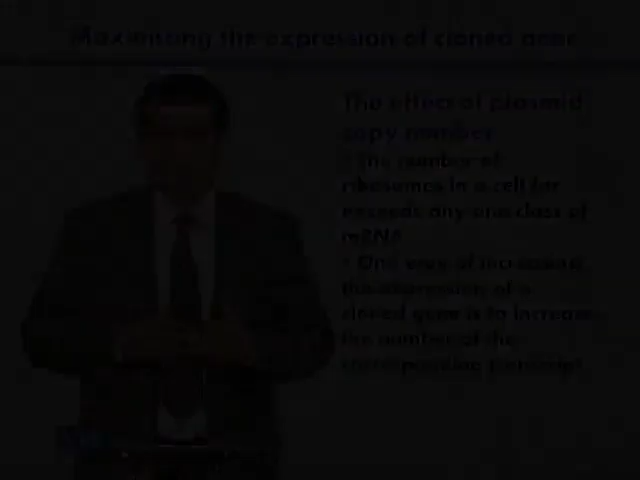 Maximising the expression of cloned gene
The effect of plasmid
copy number
• The number of
ribosomes in a cell far
exceeds any one class of
mRNA
• One way of increasing
the expression of a
cloned gene is to increase
the number of the
corresponding transcript